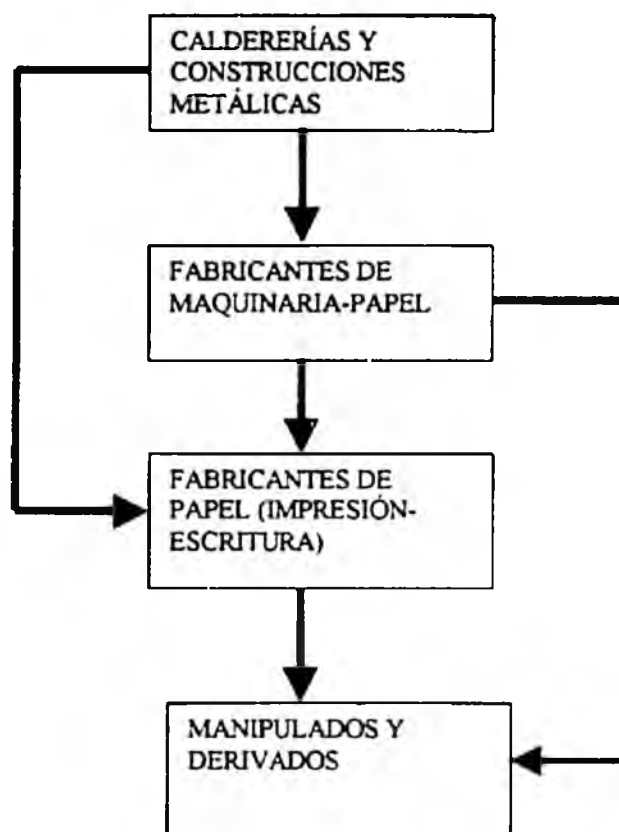 CALDERERÍAS Y
CONSTRUCCIONES
METÁLICAS
FABRICANTES DE
MAQUINARIA-PAPEL
FABRICANTES DE
PAPEL (IMPRESIÓN-
ESCRITURA)
MANIPULADOS Y
DERIVADOS